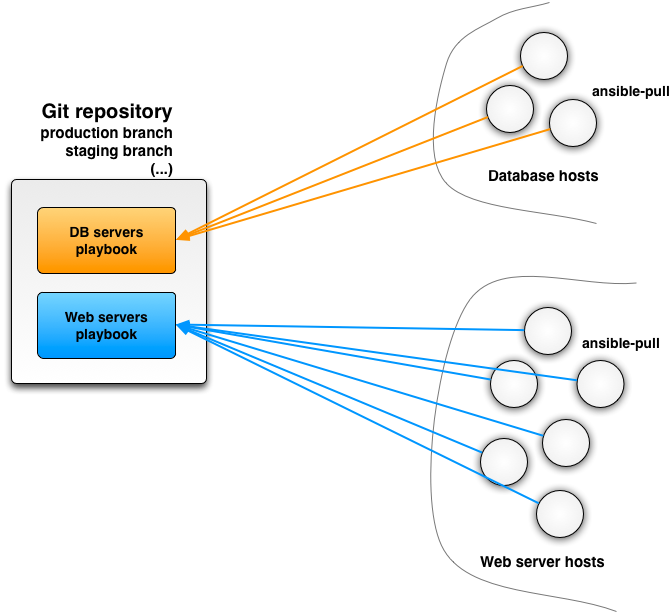 Git repository
production branch
staging branch
(...)
DB servers
playbook
Web servers
playbook
ansible-pull
Database hosts
ansible-pull
Web server hosts